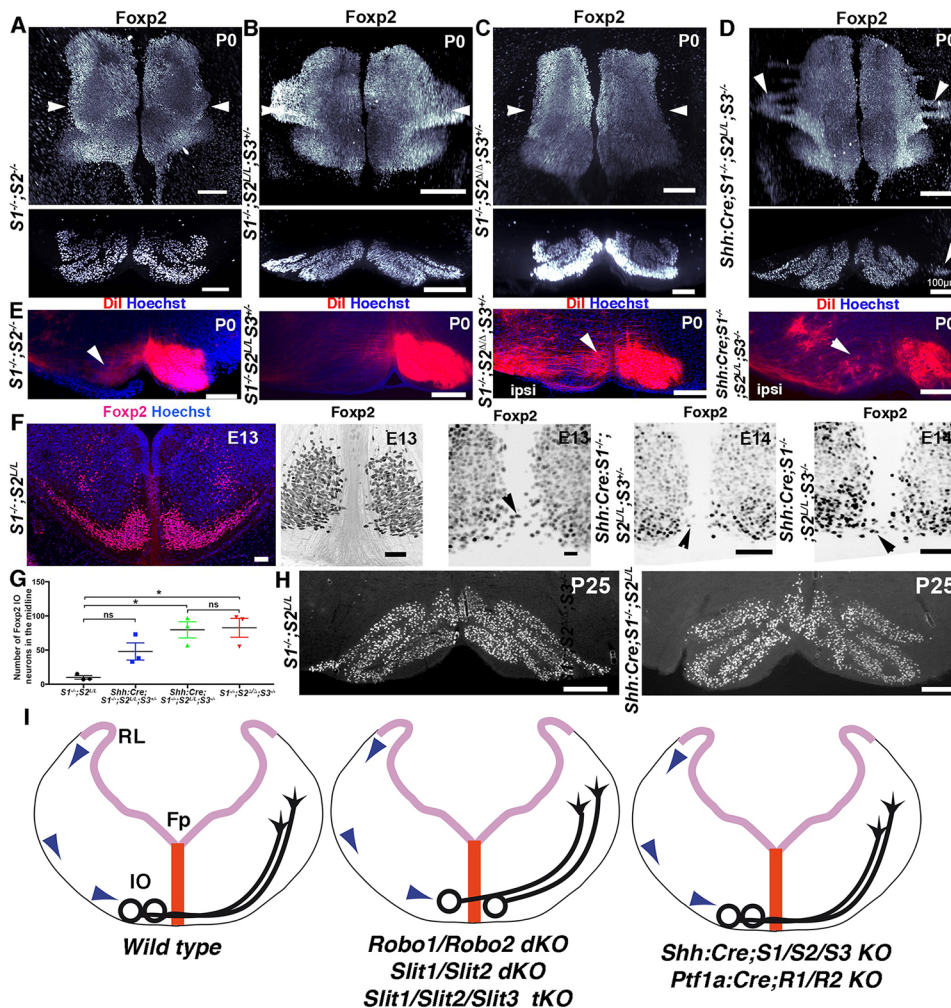 A Foxp2 P0
S1-/-;S2-/-
B Foxp2 P0
S1-/-;S2L/L;S3+/-
C Foxp2 P0
S1-/-;S2Δ/Δ;S3+/-
D Foxp2 P0
Shh:Cre;S1-/-;S2L/L;S3-/-
100µm
E DiI Hoechst P0
S1-/-;S2-/-
DiI Hoechst P0
S1-/-;S2L/L;S3+/-
DiI Hoechst P0
S1-/-;S2Δ/Δ;S3+/-
ipsi
DiI Hoechst P0
Shh:Cre;S1-/-
;S2L/L;S3-/-
ipsi
F Foxp2 Hoechst E13
S1-/-;S2L/L
Foxp2 E13
Foxp2 E13
Shh:Cre;S1-/-;
S2L/L;S3+/-
Foxp2 E14
Shh:Cre;S1-/-
;S2L/L;S3-/-
Foxp2 E14
G
Number of Foxp2 IO
neurons in the midline
150
100
50
0
*
*
ns
ns
S1-/-;S2L/L
Shh:Cre;
S1-/-;S2L/L;S3+/-
Shh:Cre;
S1-/-;S2L/L;S3-/-
S1-/-;S2Δ/Δ;S3-/-
H P25
S1-/-;S2L/L
P25
Shh:Cre;S1-/-;S2L/L
I
RL
Fp
IO
Wild type
Robo1/Robo2 dKO
Slit1/Slit2 dKO
Slit1/Slit2/Slit3 tKO
Shh:Cre;S1/S2/S3 KO
Ptf1a:Cre;R1/R2 KO